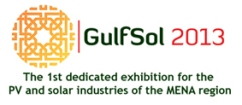 GulfSol 2013
The 1st dedicated exhibition for the
PV and solar industries of the MENA region